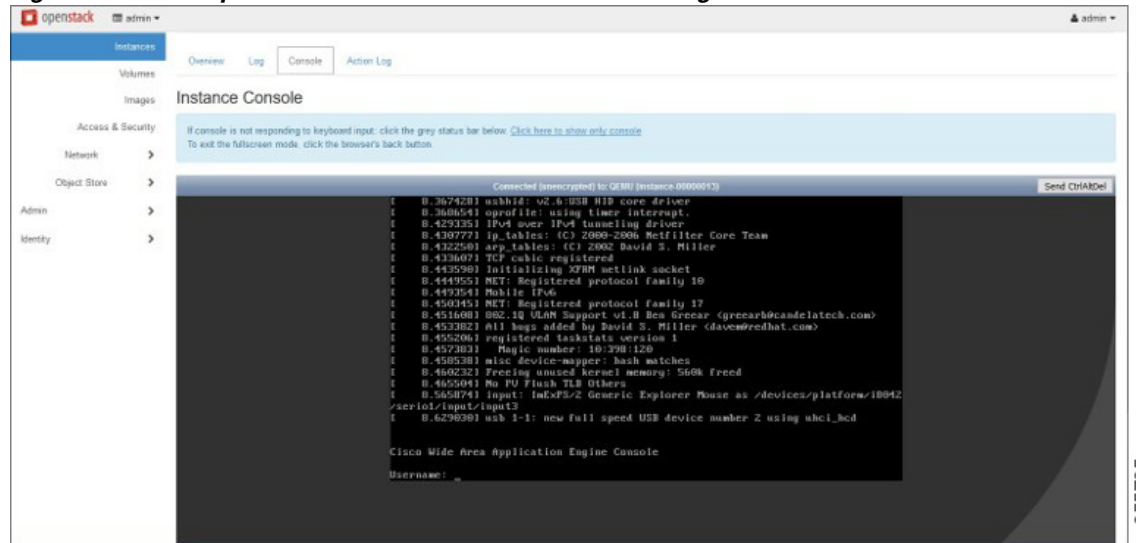 openstack admin admin
Instances
Volumes
Images
Access & Security
Network
Object Store
Admin
Identity
Overview Log Console Action Log
Instance Console
If console is not responding to keyboard input: click the grey status bar below. Click here to show only console
To exit the fullscreen mode, click the browser's back button.
Connected (unencrypted) to: QEMU (instance-00000013) Send CtrlAltDel
[ 8.367428] usbhid: v2.6:USB HID core driver
[ 8.368654] oprofile: using timer interrupt.
[ 8.429335] IPv4 over IPv4 tunneling driver
[ 8.430777] ip_tables: (C) 2000-2006 Netfilter Core Team
[ 8.432250] arp_tables: (C) 2002 David S. Miller
[ 8.433607] TCP cubic registered
[ 8.443590] Initializing XFRM netlink socket
[ 8.444955] NET: Registered protocol family 10
[ 8.449354] Mobile IPv6
[ 8.450345] NET: Registered protocol family 17
[ 8.451608] 802.1Q VLAN Support v1.8 Ben Greear <greearb@candelatech.com>
[ 8.453382] All bugs added by David S. Miller <davem@redhat.com>
[ 8.455206] registered taskstats version 1
[ 8.457383] Magic number: 10:398:120
[ 8.458538] misc device-mapper: hash matches
[ 8.460232] Freeing unused kernel memory: 560k freed
[ 8.465504] No PV Flush TLB Others
[ 8.565874] input: ImExPS/2 Generic Explorer Mouse as /devices/platform/i8042
/serio1/input/input3
[ 8.629030] usb 1-1: new full speed USB device number 2 using uhci_hcd
Cisco Wide Area Application Engine Console
Username: _